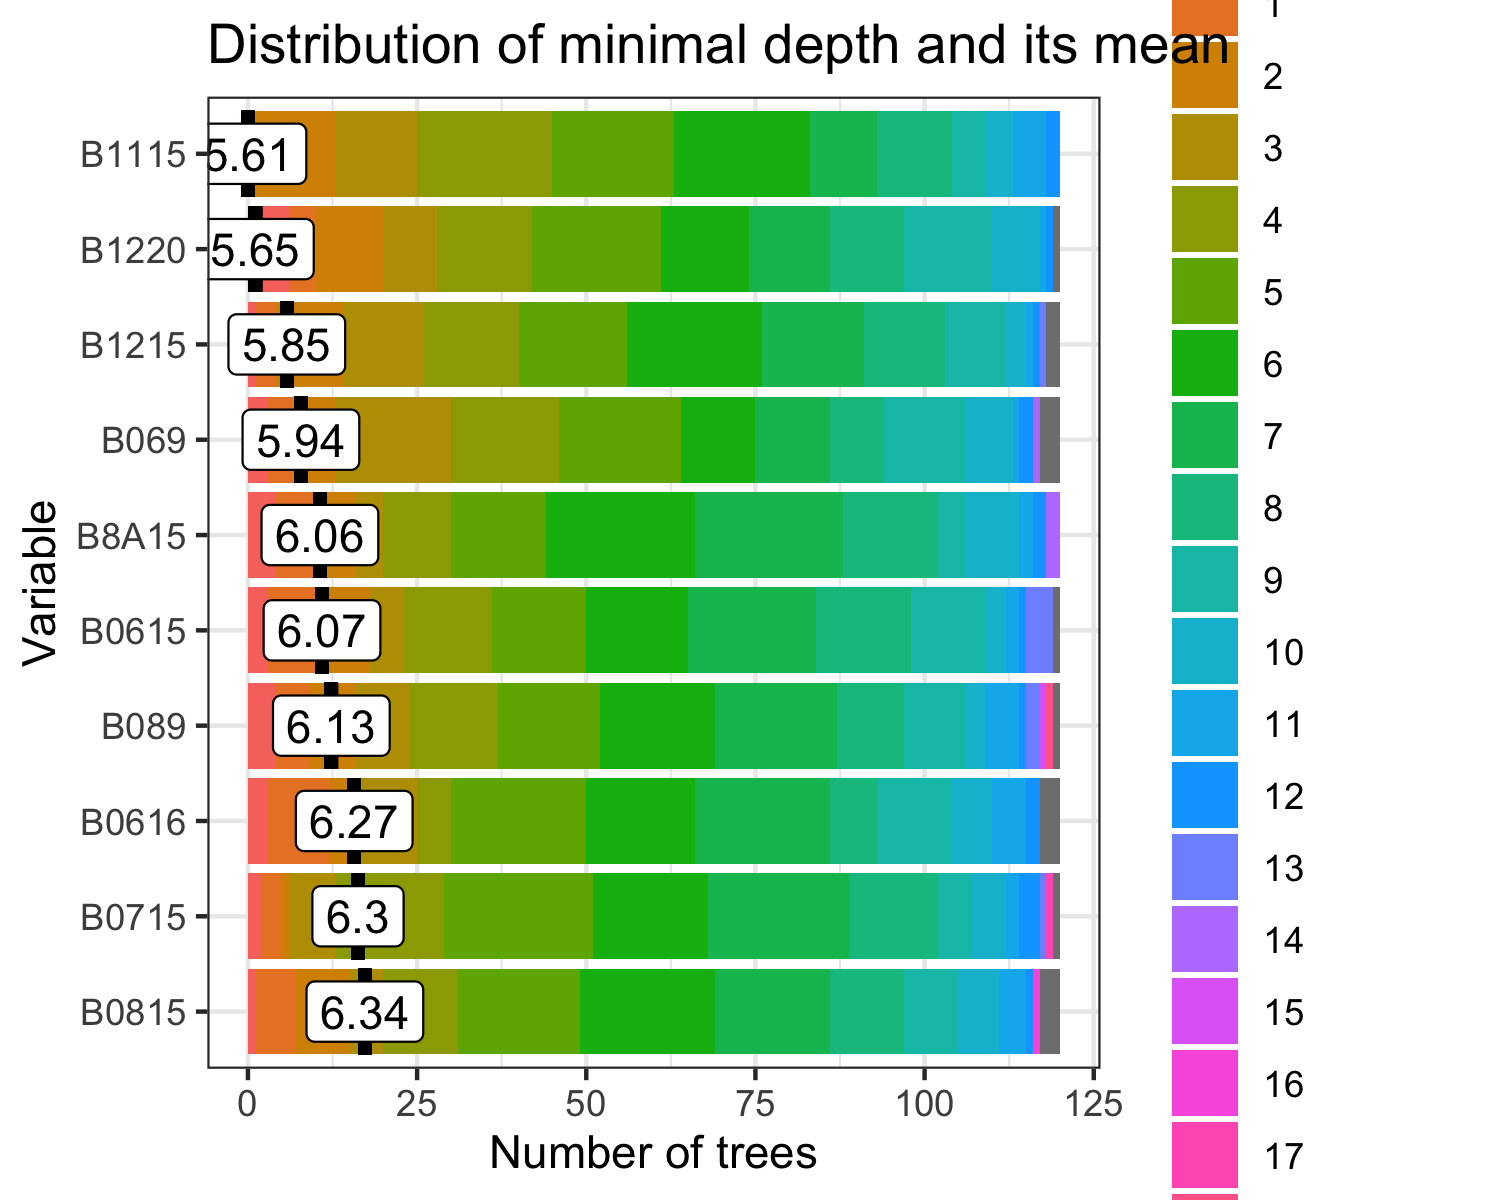 Distribution of minimal depth and its mean
Variable
B1115
B1220
B1215
B069
B8A15
B0615
B089
B0616
B0715
B0815
5.61
5.65
5.85
5.94
6.06
6.07
6.13
6.27
6.3
6.34
0 25 50 75 100 125
Number of trees
1
2
3
4
5
6
7
8
9
10
11
12
13
14
15
16
17